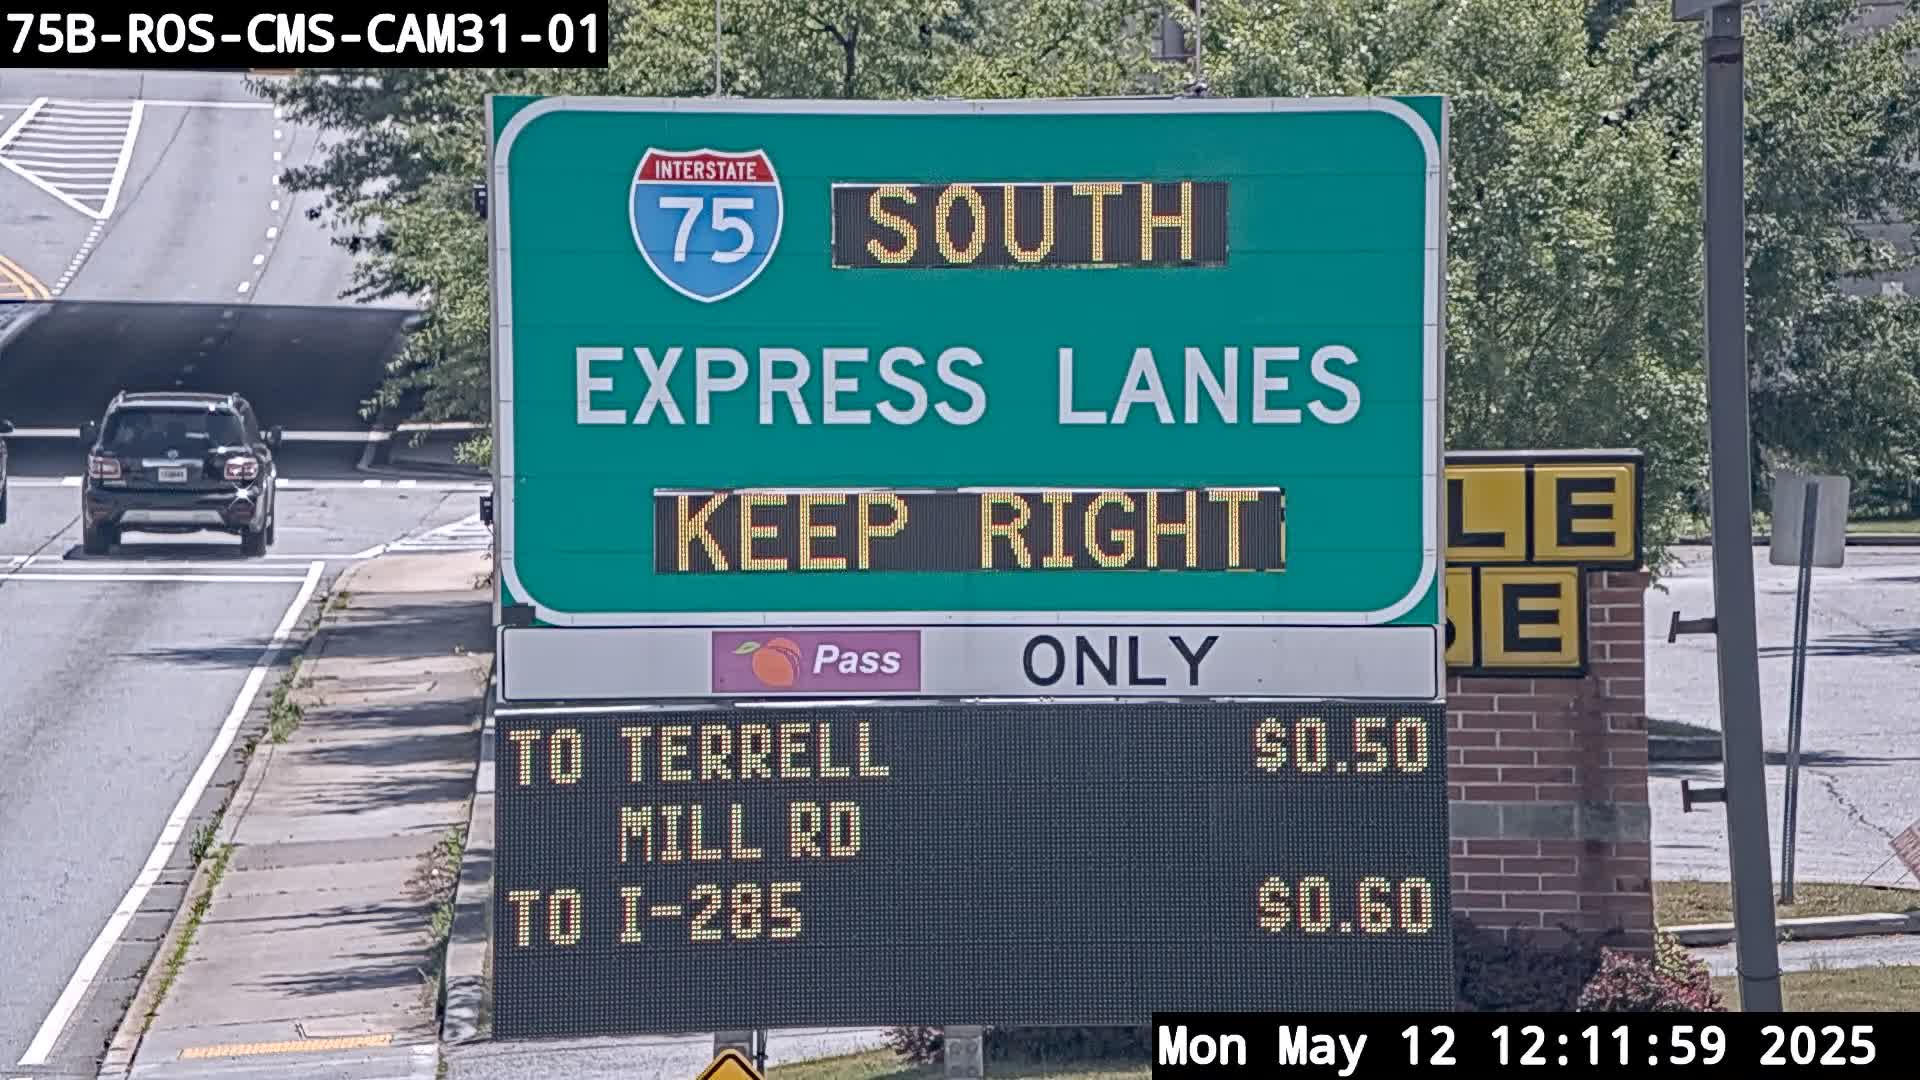 75B-ROS-CMS-CAM31-01
INTERSTATE
75
SOUTH
EXPRESS LANES
KEEP RIGHT
Pass ONLY
TO TERRELL $0.50
MILL RD
TO I-285 $0.60
LE
E
Mon May 12 12:11:59 2025